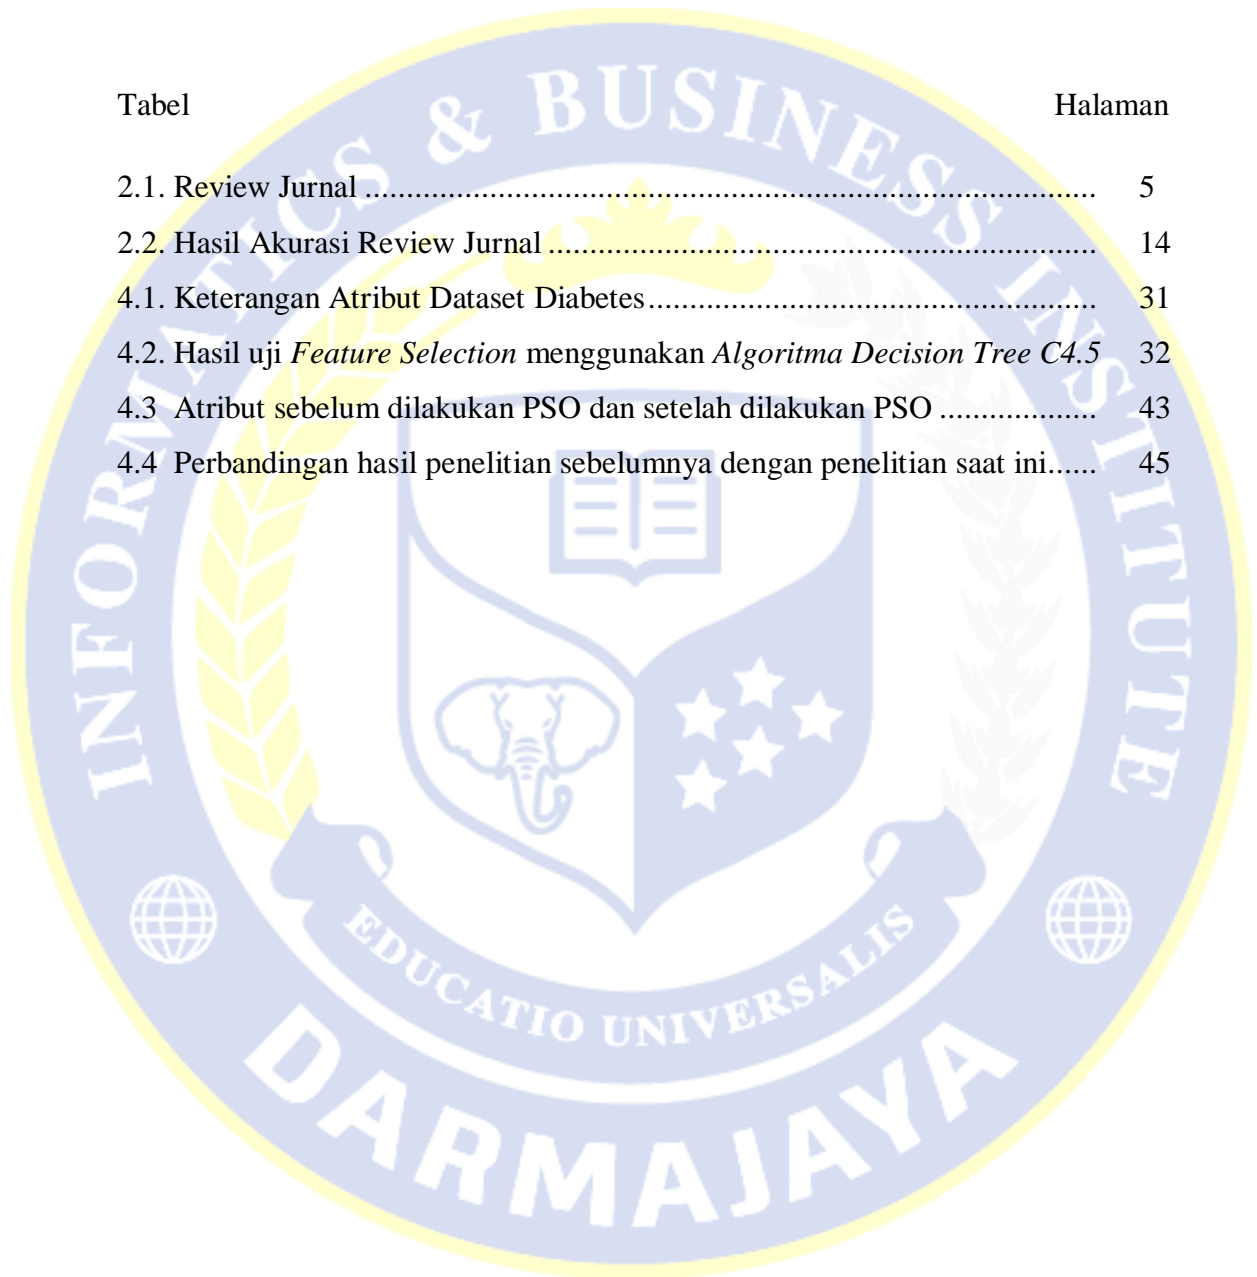 INFORMATICS & BUSINESS INSTITUTE
Tabel Halaman
2.1. Review Jurnal ........................................................................... 5
2.2. Hasil Akurasi Review Jurnal ........................................................ 14
4.1. Keterangan Atribut Dataset Diabetes.............................................. 31
4.2. Hasil uji Feature Selection menggunakan Algoritma Decision Tree C4.5 32
4.3 Atribut sebelum dilakukan PSO dan setelah dilakukan PSO .................. 43
4.4 Perbandingan hasil penelitian sebelumnya dengan penelitian saat ini...... 45
EDUCATIO UNIVERSALIS
DARMAJAYA